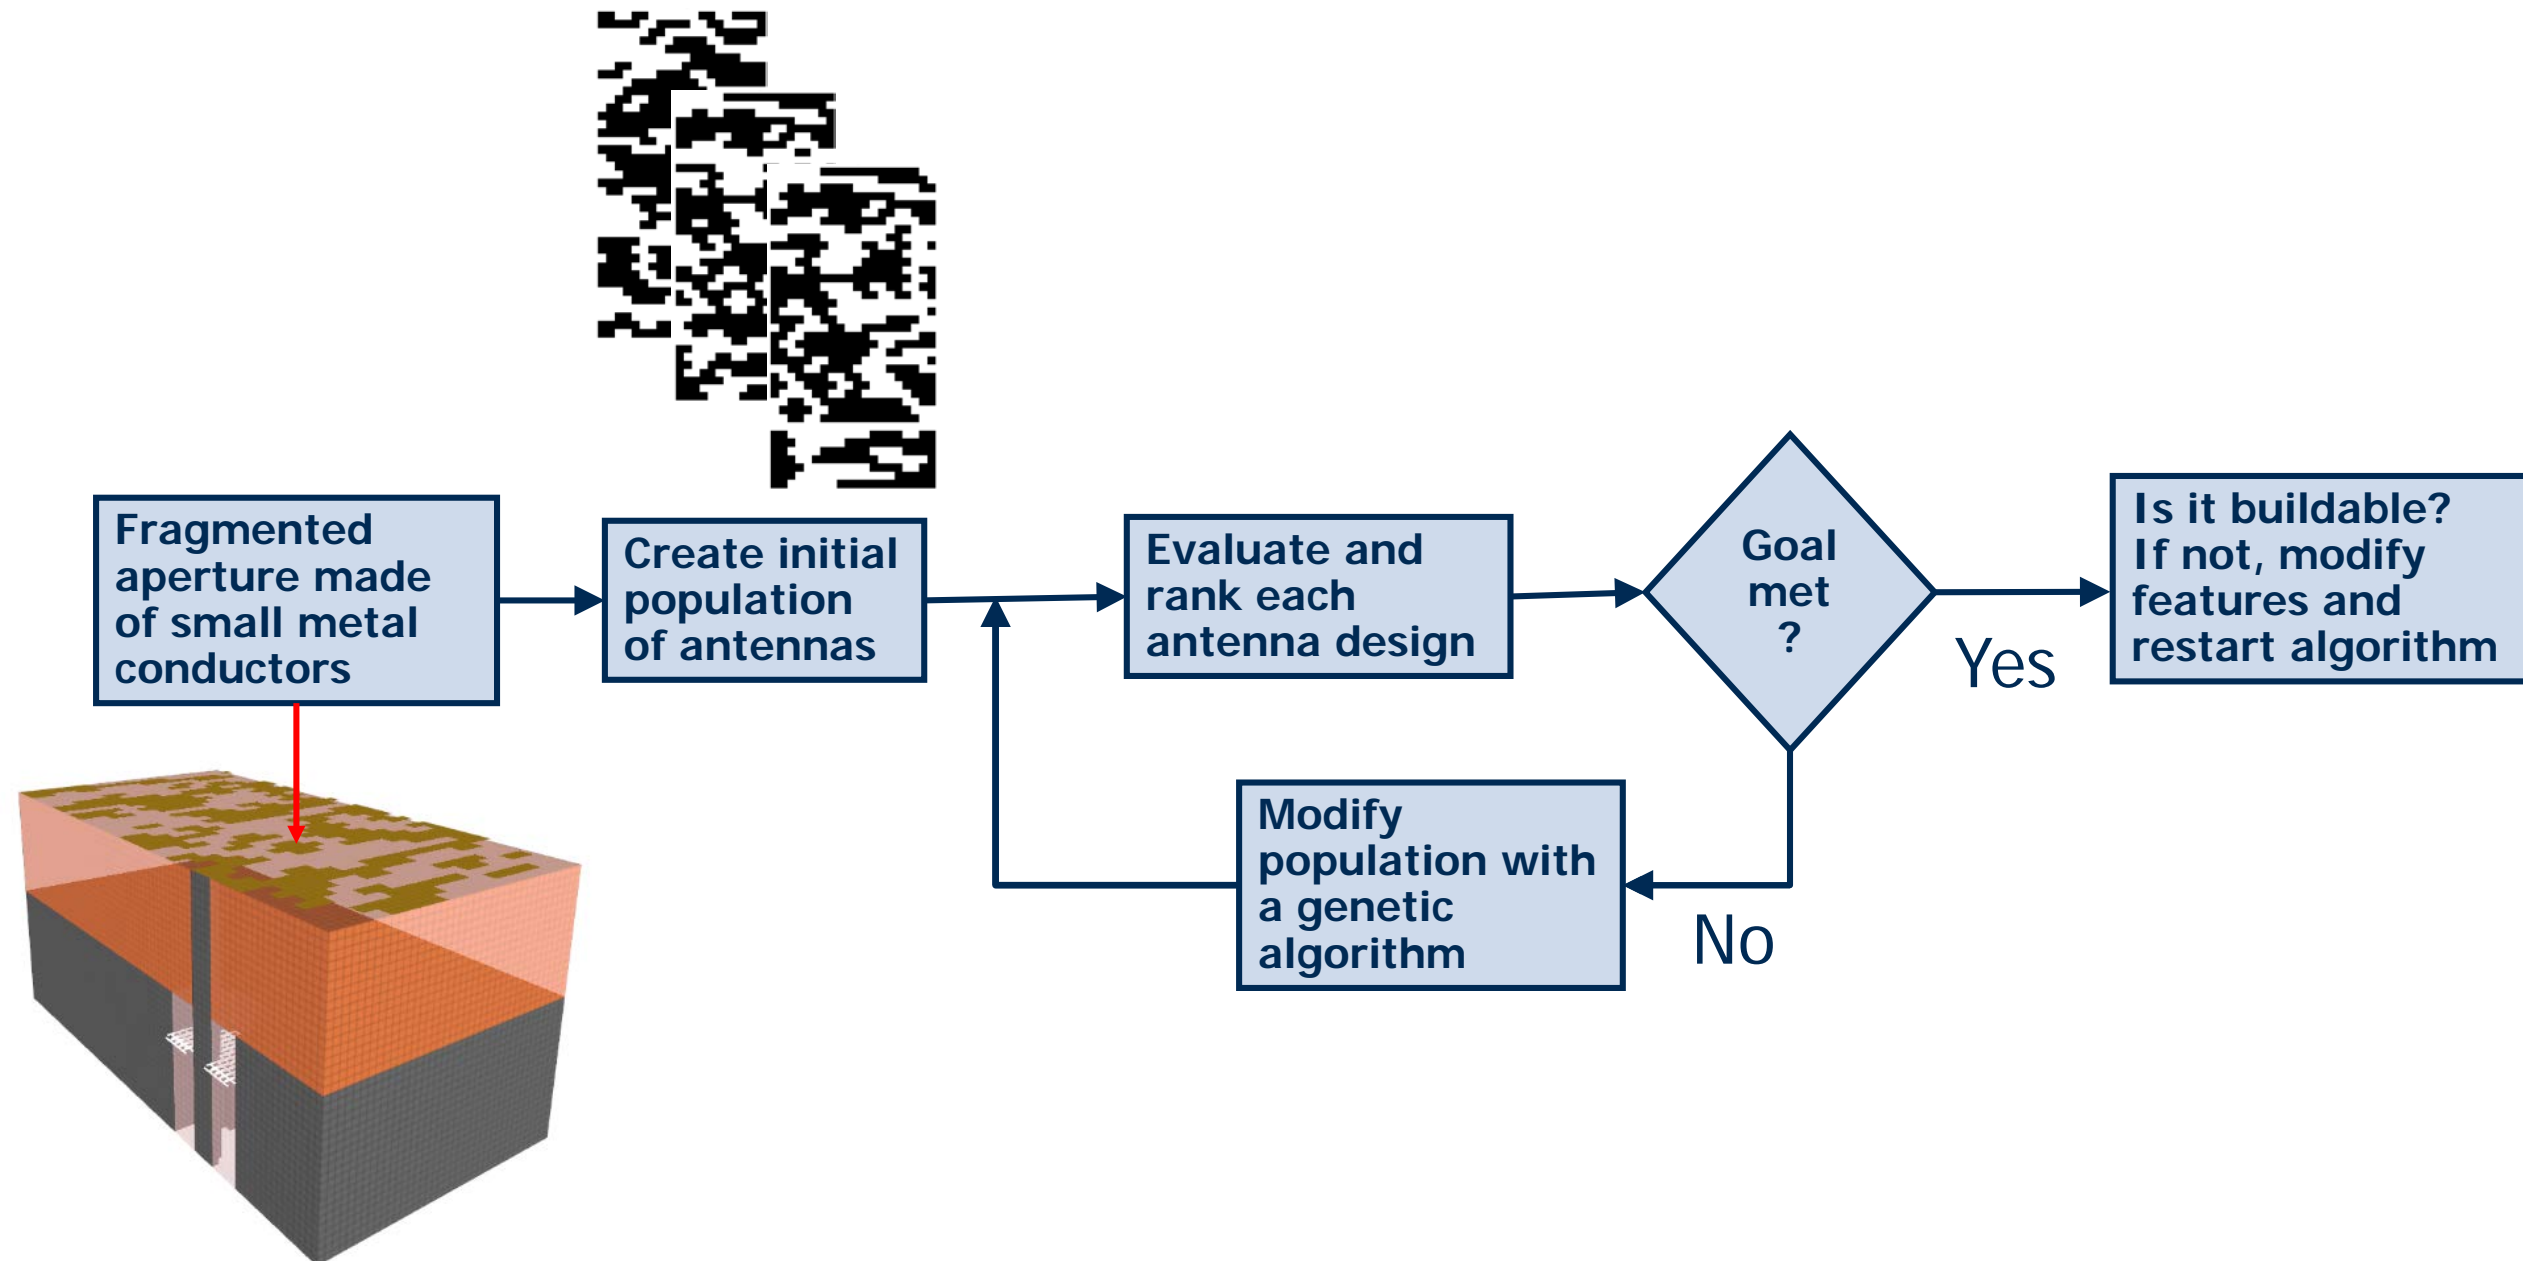 Fragmented
aperture made
of small metal
conductors
Create initial
population
of antennas
Evaluate and
rank each
antenna design
Goal
met
?
Yes
Is it buildable?
If not, modify
features and
restart algorithm
No
Modify
population with
a genetic
algorithm